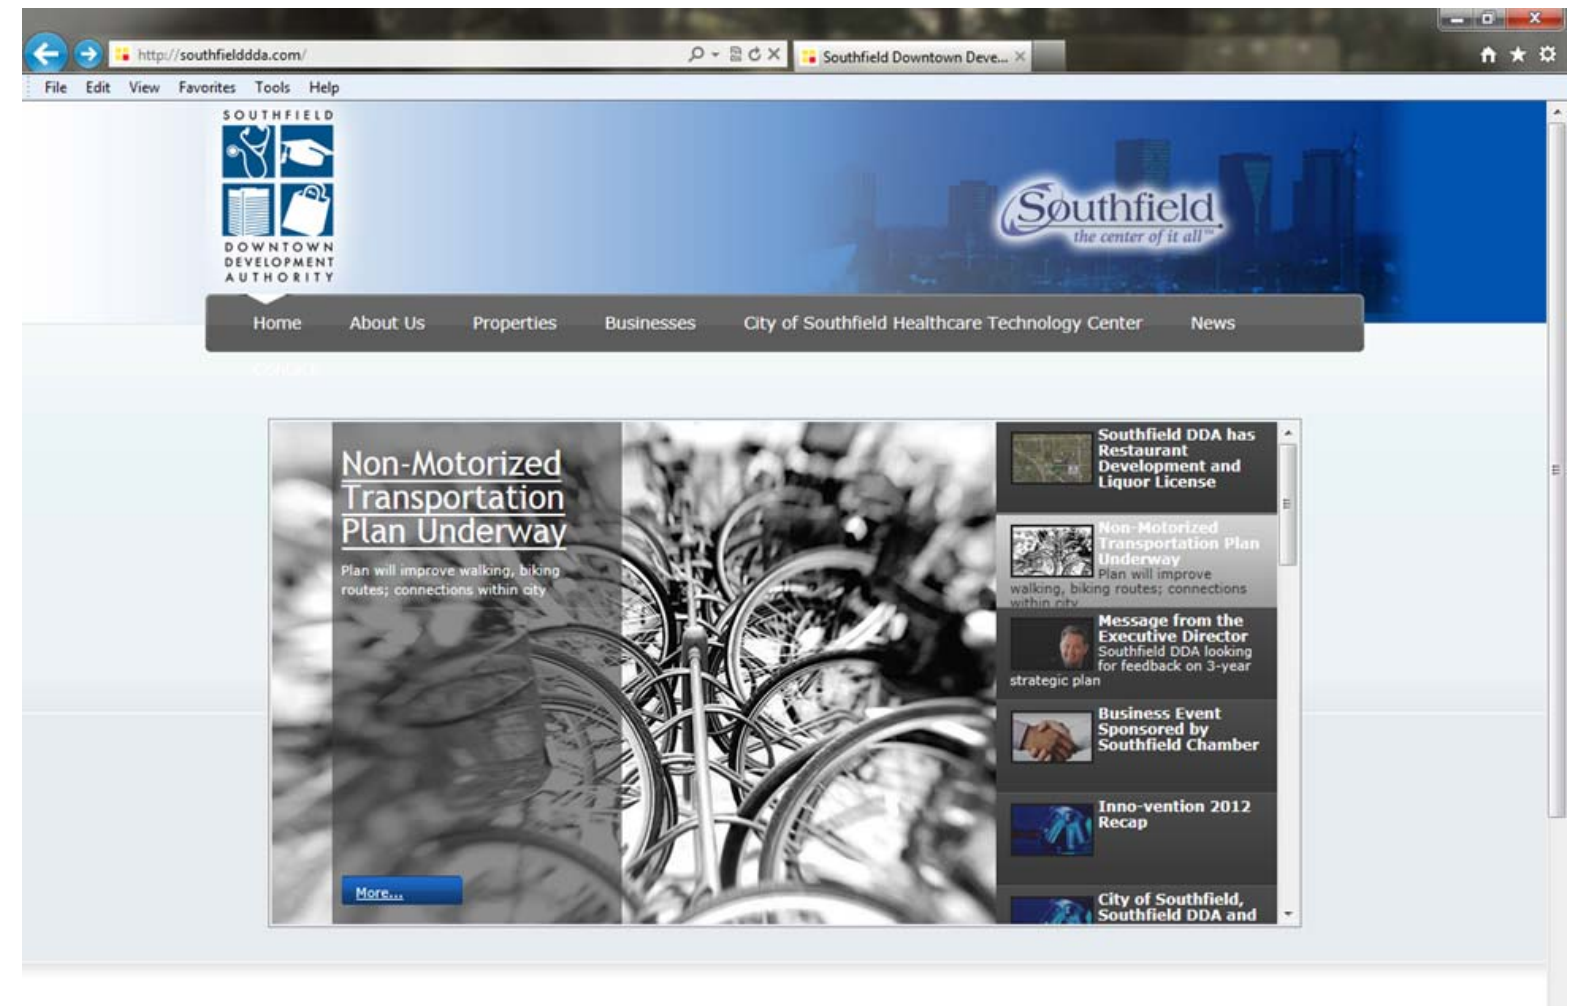 http://southfielddda.com/
Southfield Downtown Deve...
File Edit View Favorites Tools Help
SOUTHFIELD
DOWNTOWN
DEVELOPMENT
AUTHORITY
Southfield
the center of it all™
Home About Us Properties Businesses City of Southfield Healthcare Technology Center News
Contact
Non-Motorized
Transportation
Plan Underway
Plan will improve walking, biking
routes; connections within city
More...
Southfield DDA has
Restaurant
Development and
Liquor License
Non-Motorized
Transportation Plan
Underway
Plan will improve
walking, biking routes; connections
within city
Message from the
Executive Director
Southfield DDA looking
for feedback on 3-year
strategic plan
Business Event
Sponsored by
Southfield Chamber
Inno-vention 2012
Recap
City of Southfield,
Southfield DDA and